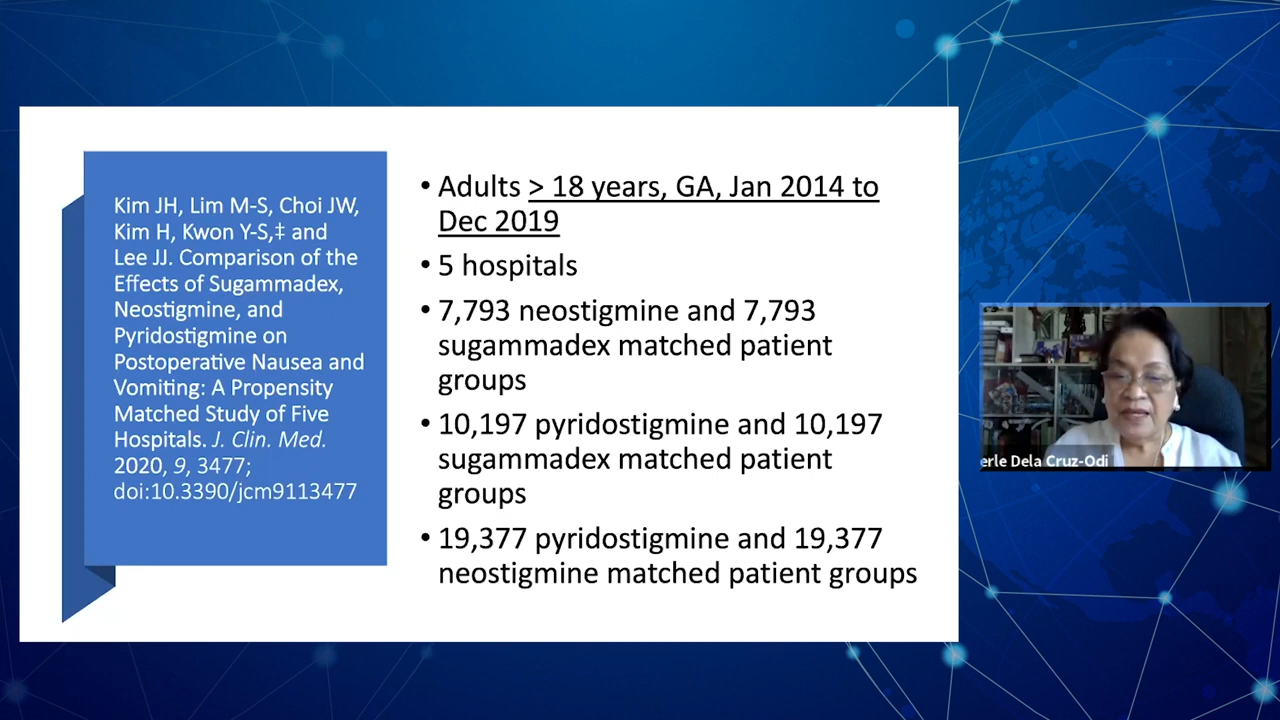 Kim JH, Lim M-S, Choi JW,
Kim H, Kwon Y-S,‡ and
Lee JJ. Comparison of the
Effects of Sugammadex,
Neostigmine, and
Pyridostigmine on
Postoperative Nausea and
Vomiting: A Propensity
Matched Study of Five
Hospitals. J. Clin. Med.
2020, 9, 3477;
doi:10.3390/jcm9113477
• Adults > 18 years, GA, Jan 2014 to
Dec 2019
• 5 hospitals
• 7,793 neostigmine and 7,793
sugammadex matched patient
groups
• 10,197 pyridostigmine and 10,197
sugammadex matched patient
groups
• 19,377 pyridostigmine and 19,377
neostigmine matched patient groups
erle Dela Cruz-Odi